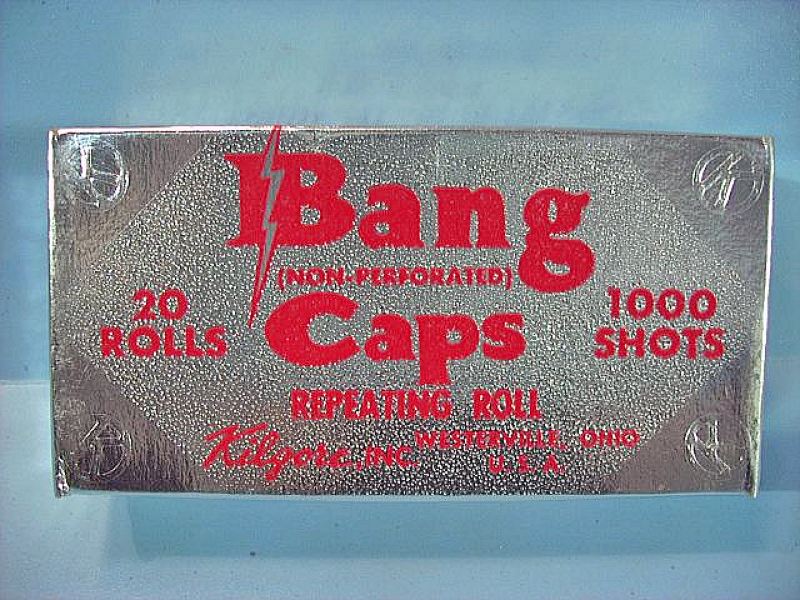 Bang
(NON-PERFORATED)
20 ROLLS
Caps
1000 SHOTS
REPEATING ROLL
Kilgore, INC. WESTERVILLE, OHIO
U.S.A.